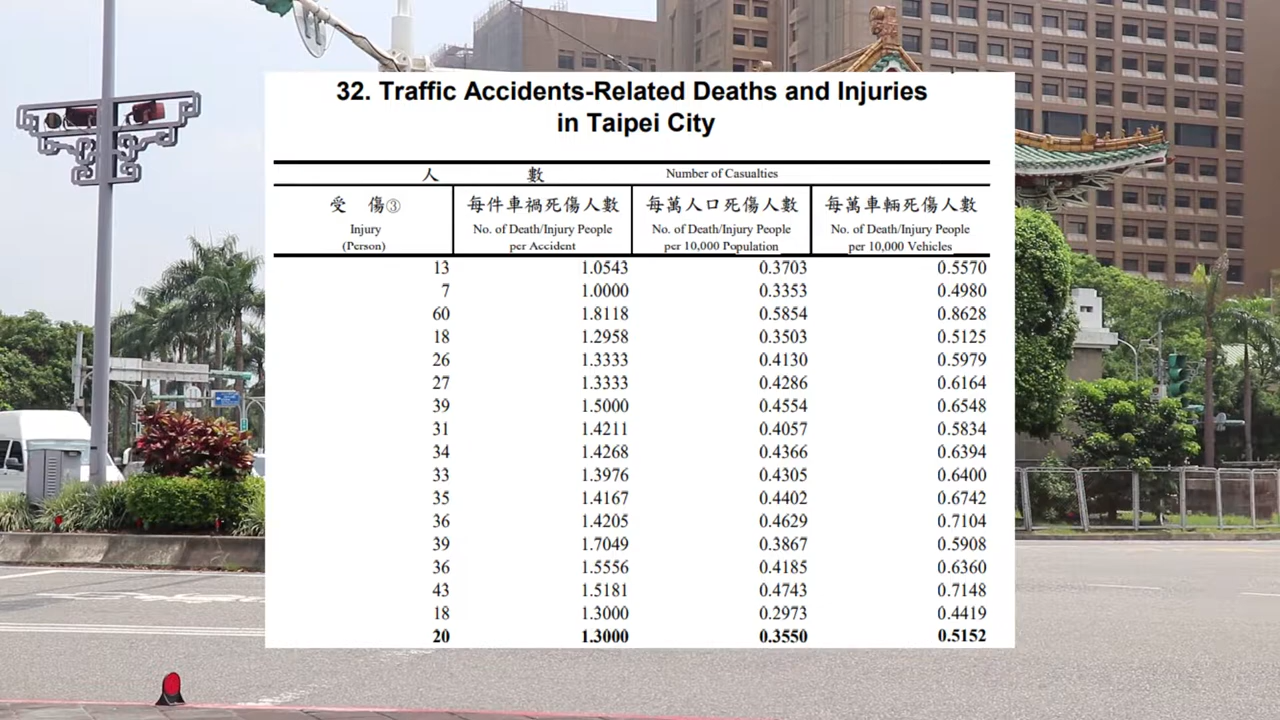 32. Traffic Accidents-Related Deaths and Injuries
in Taipei City
人 數 Number of Casualties
受 傷③ 每件車禍死傷人數 每萬人口死傷人數 每萬車輛死傷人數
Injury No. of Death/Injury People No. of Death/Injury People No. of Death/Injury People
(Person) per Accident per 10,000 Population per 10,000 Vehicles
13 1.0543 0.3703 0.5570
7 1.0000 0.3353 0.4980
60 1.8118 0.5854 0.8628
18 1.2958 0.3503 0.5125
26 1.3333 0.4130 0.5979
27 1.3333 0.4286 0.6164
39 1.5000 0.4554 0.6548
31 1.4211 0.4057 0.5834
34 1.4268 0.4366 0.6394
33 1.3976 0.4305 0.6400
35 1.4167 0.4402 0.6742
36 1.4205 0.4629 0.7104
39 1.7049 0.3867 0.5908
36 1.5556 0.4185 0.6360
43 1.5181 0.4743 0.7148
18 1.3000 0.2973 0.4419
20 1.3000 0.3550 0.5152